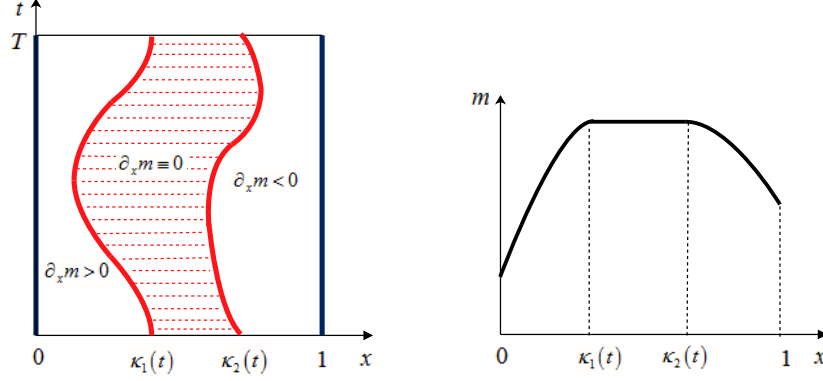 t
T
∂ₓm ≡ 0
∂ₓm < 0
∂ₓm > 0
0 κ₁(t) κ₂(t) 1 x
m
0 κ₁(t) κ₂(t) 1 x